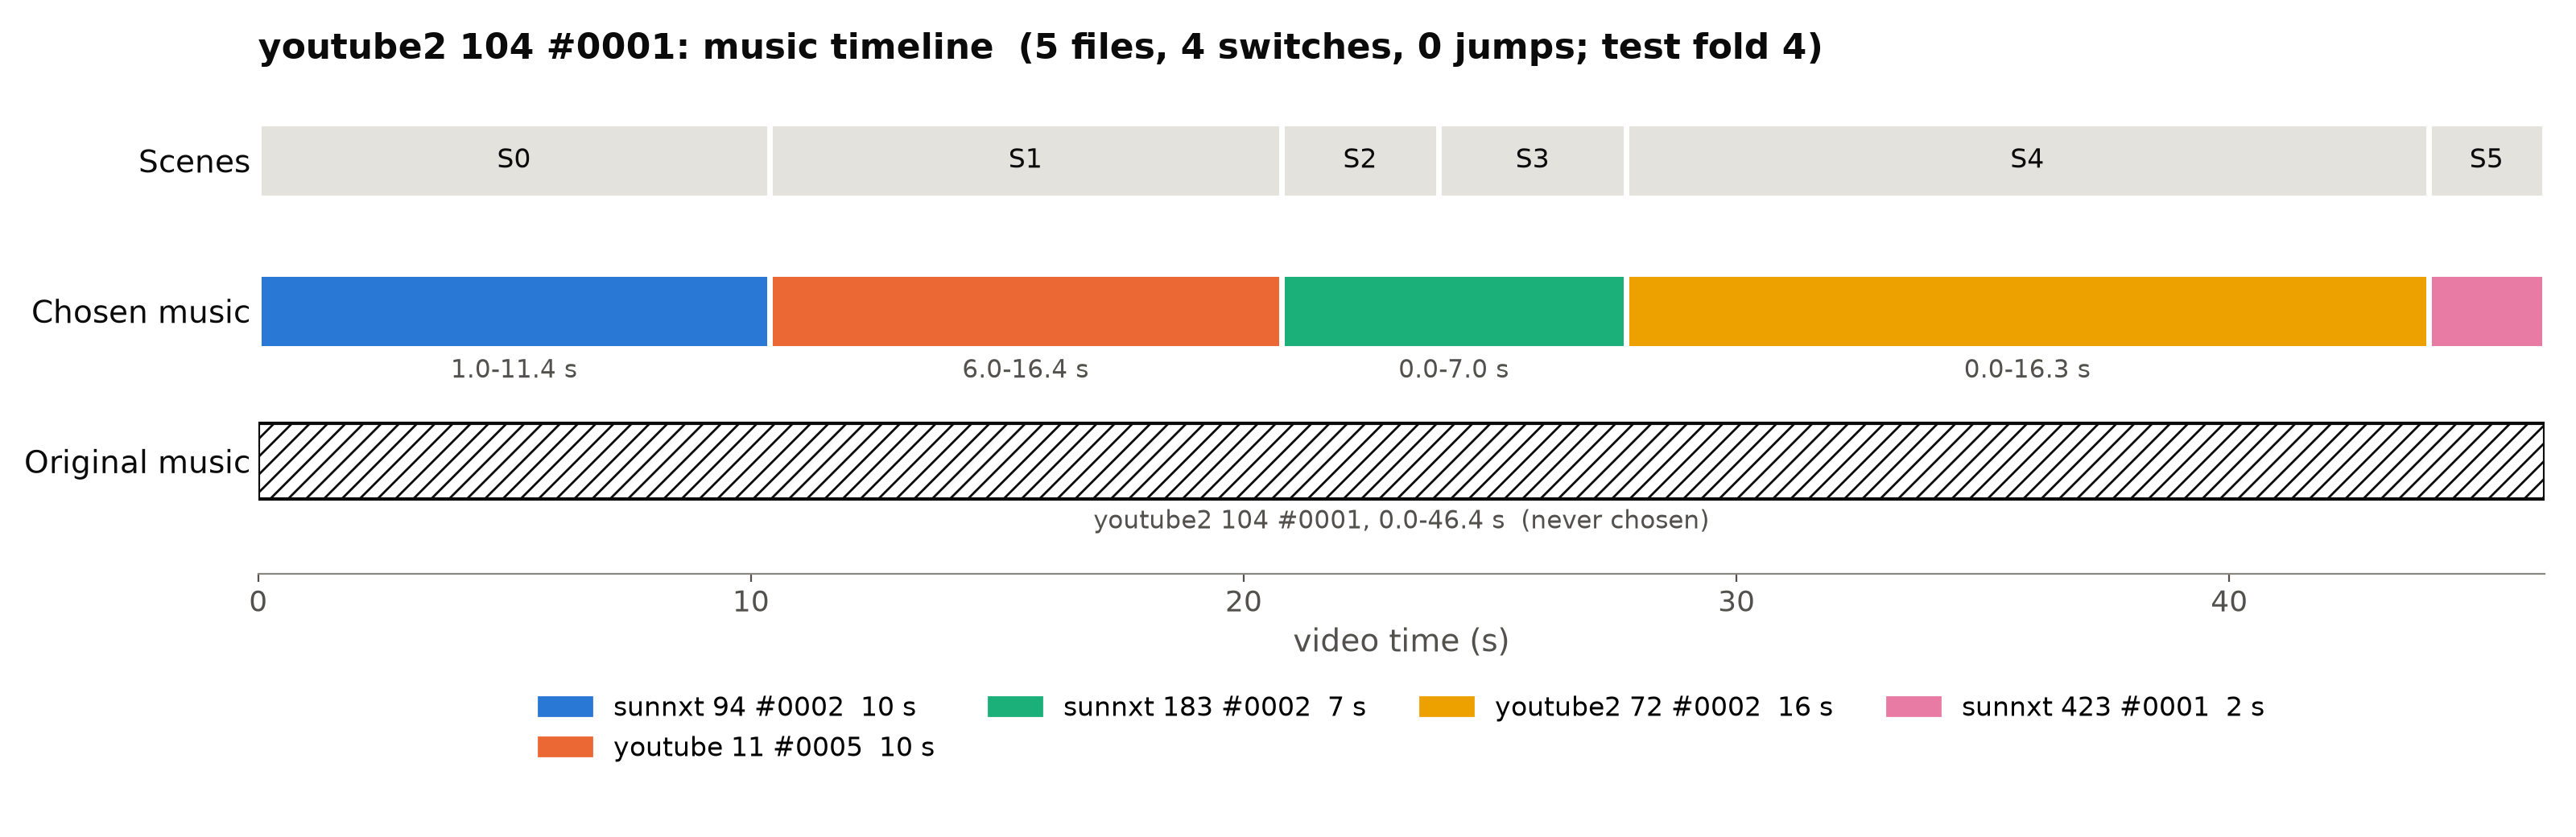 youtube2 104 #0001: music timeline  (5 files, 4 switches, 0 jumps; test fold 4)
Scenes
S0 S1 S2 S3 S4 S5
Chosen music
1.0-11.4 s 6.0-16.4 s 0.0-7.0 s 0.0-16.3 s
Original music
youtube2 104 #0001, 0.0-46.4 s  (never chosen)
0 10 20 30 40
video time (s)
sunnxt 94 #0002  10 s sunnxt 183 #0002  7 s youtube2 72 #0002  16 s sunnxt 423 #0001  2 s
youtube 11 #0005  10 s